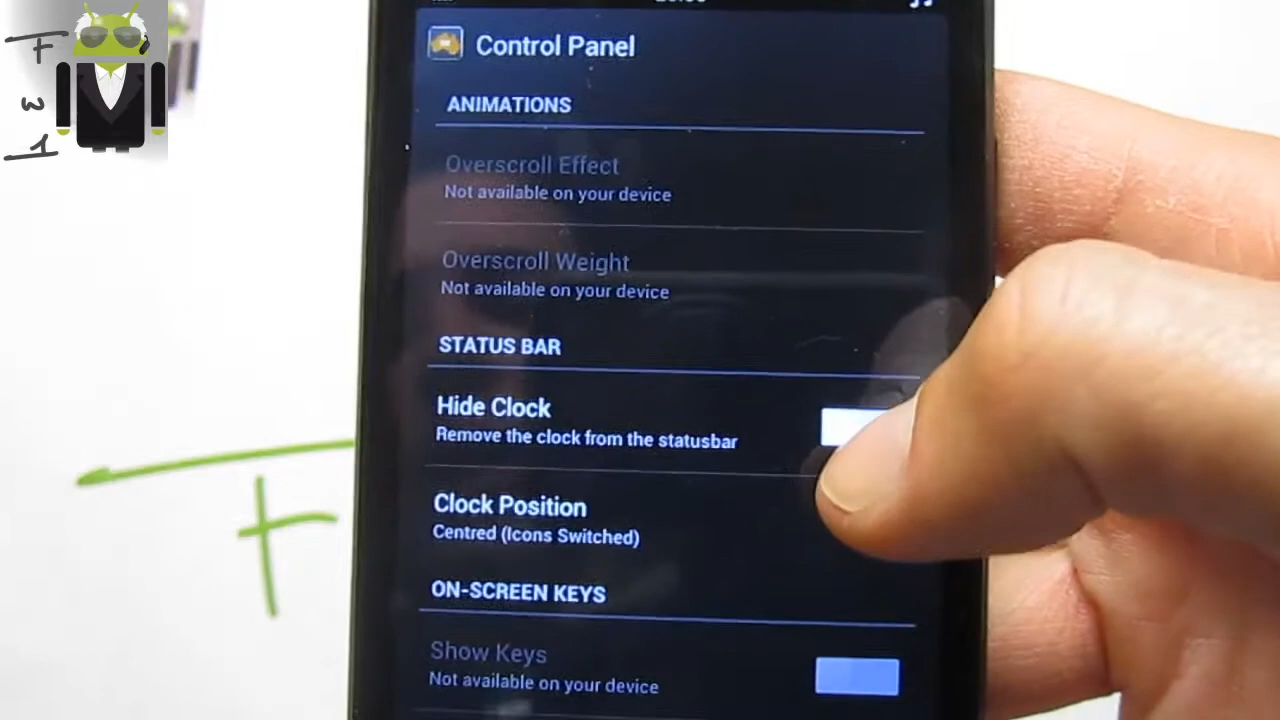 F
3
1
Control Panel
ANIMATIONS
Overscroll Effect
Not available on your device
Overscroll Weight
Not available on your device
STATUS BAR
Hide Clock
Remove the clock from the statusbar
Clock Position
Centred (Icons Switched)
ON-SCREEN KEYS
Show Keys
Not available on your device